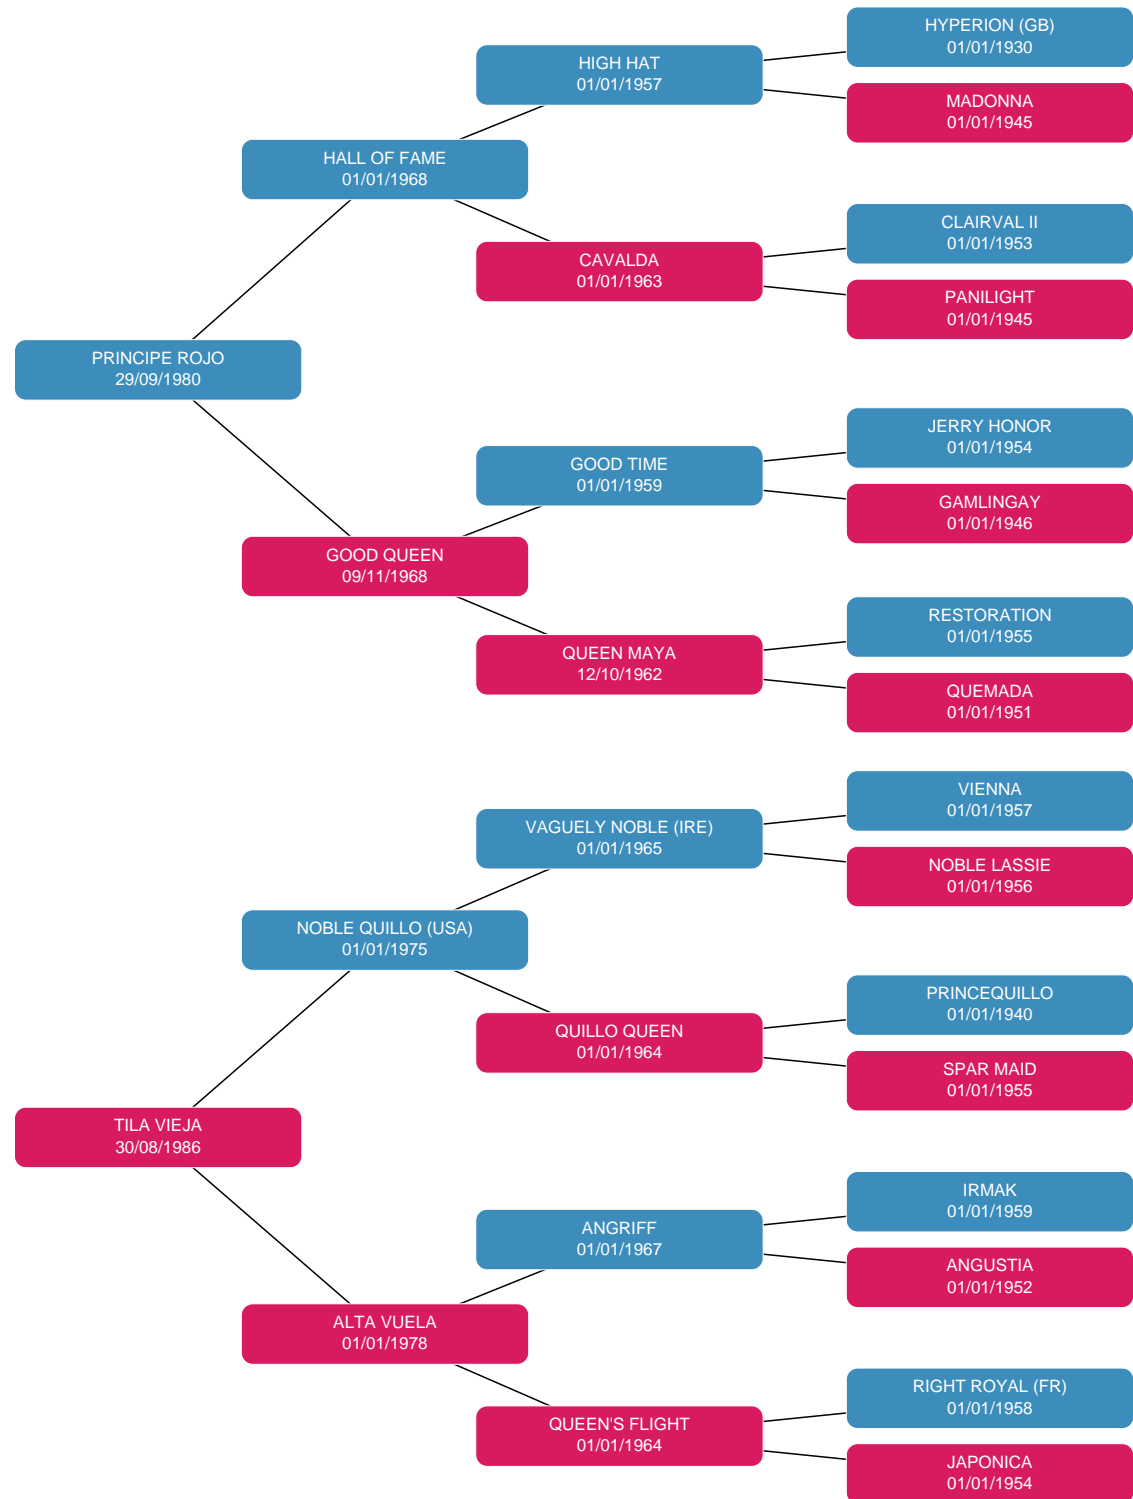 HYPERION (GB)
01/01/1930
HIGH HAT
01/01/1957
MADONNA
01/01/1945
HALL OF FAME
01/01/1968
CLAIRVAL II
01/01/1953
CAVALDA
01/01/1963
PANILIGHT
01/01/1945
PRINCIPE ROJO
29/09/1980
JERRY HONOR
01/01/1954
GOOD TIME
01/01/1959
GAMLINGAY
01/01/1946
GOOD QUEEN
09/11/1968
RESTORATION
01/01/1955
QUEEN MAYA
12/10/1962
QUEMADA
01/01/1951
VIENNA
01/01/1957
VAGUELY NOBLE (IRE)
01/01/1965
NOBLE LASSIE
01/01/1956
NOBLE QUILLO (USA)
01/01/1975
PRINCEQUILLO
01/01/1940
QUILLO QUEEN
01/01/1964
SPAR MAID
01/01/1955
TILA VIEJA
30/08/1986
IRMAK
01/01/1959
ANGRIFF
01/01/1967
ANGUSTIA
01/01/1952
ALTA VUELA
01/01/1978
RIGHT ROYAL (FR)
01/01/1958
QUEEN'S FLIGHT
01/01/1964
JAPONICA
01/01/1954